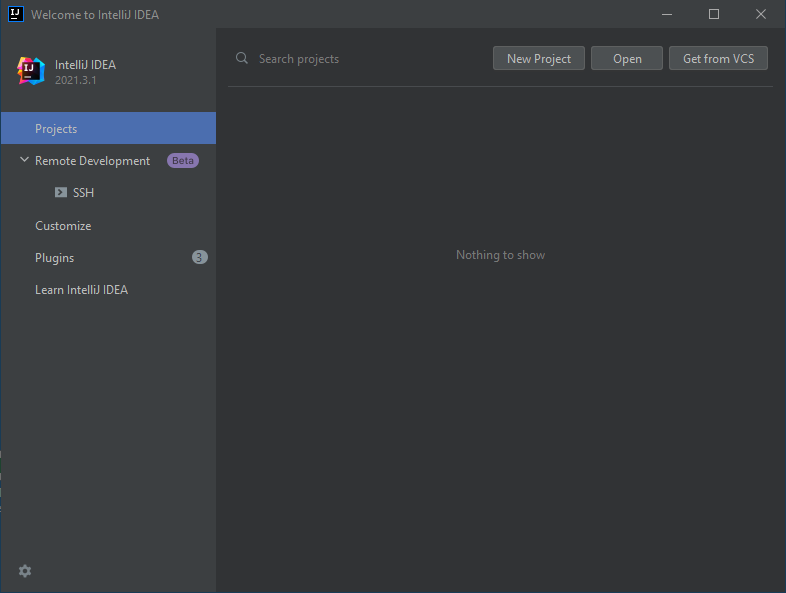 Welcome to IntelliJ IDEA
IJ
IntelliJ IDEA
2021.3.1
Search projects
New Project
Open
Get from VCS
Projects
Remote Development Beta
SSH
Customize
Plugins 3
Learn IntelliJ IDEA
Nothing to show